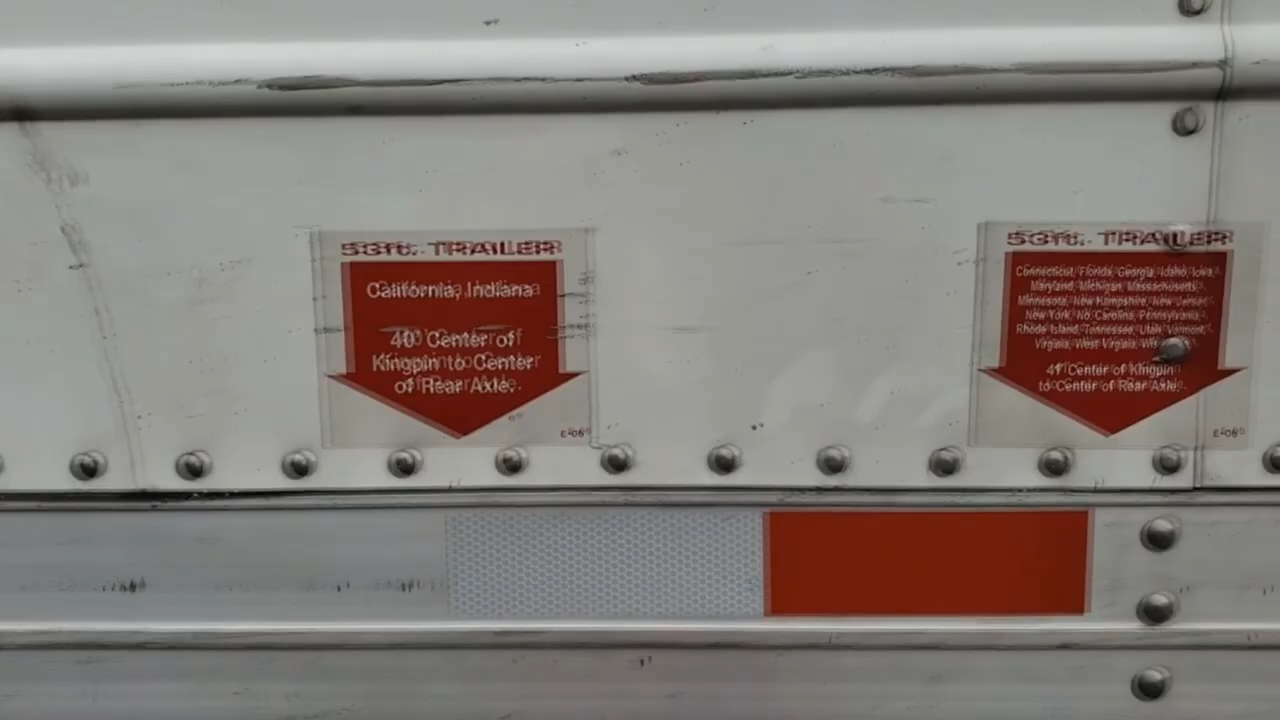 53ft. TRAILER
California, Indiana
40' Center of
Kingpin to Center
of Rear Axle.
53ft. TRAILER
Connecticut, Florida, Georgia, Idaho, Iowa,
Maryland, Michigan, Massachusetts,
Minnesota, New Hampshire, New Jersey,
New York, No. Carolina, Pennsylvania,
Rhode Island, Tennessee, Utah, Vermont,
Virginia, West Virginia,
41' Center of Kingpin
to Center of Rear Axle.